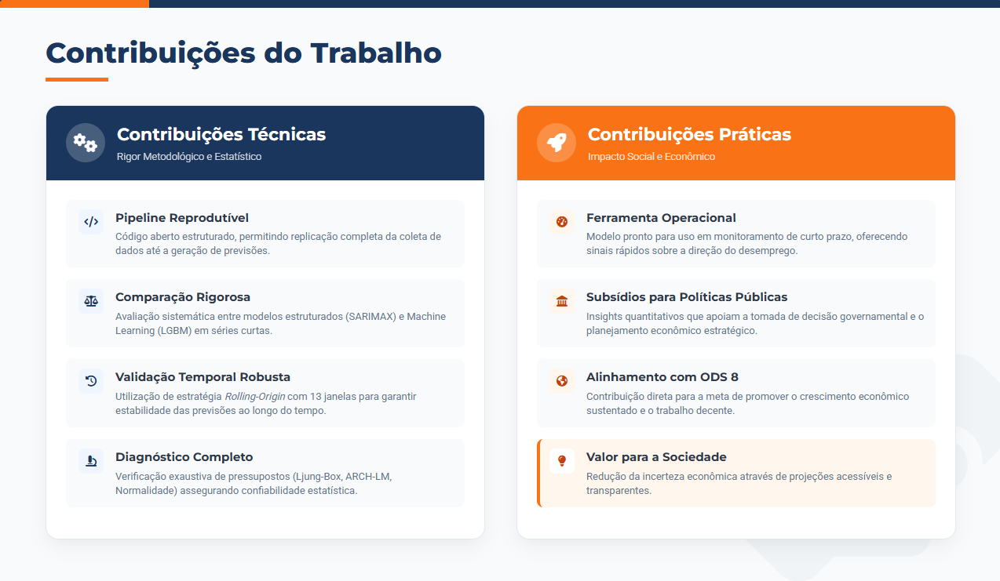 Contribuições do Trabalho
Contribuições Técnicas
Rigor Metodológico e Estatístico
Pipeline Reprodutível
Código aberto estruturado, permitindo replicação completa da coleta de
dados até a geração de previsões.
Comparação Rigorosa
Avaliação sistemática entre modelos estruturados (SARIMAX) e Machine
Learning (LGBM) em séries curtas.
Validação Temporal Robusta
Utilização de estratégia Rolling-Origin com 13 janelas para garantir
estabilidade das previsões ao longo do tempo.
Diagnóstico Completo
Verificação exaustiva de pressupostos (Ljung-Box, ARCH-LM,
Normalidade) assegurando confiabilidade estatística.
Contribuições Práticas
Impacto Social e Econômico
Ferramenta Operacional
Modelo pronto para uso em monitoramento de curto prazo, oferecendo
sinais rápidos sobre a direção do desemprego.
Subsídios para Políticas Públicas
Insights quantitativos que apoiam a tomada de decisão governamental e o
planejamento econômico estratégico.
Alinhamento com ODS 8
Contribuição direta para a meta de promover o crescimento econômico
sustentado e o trabalho decente.
Valor para a Sociedade
Redução da incerteza econômica através de projeções acessíveis e
transparentes.